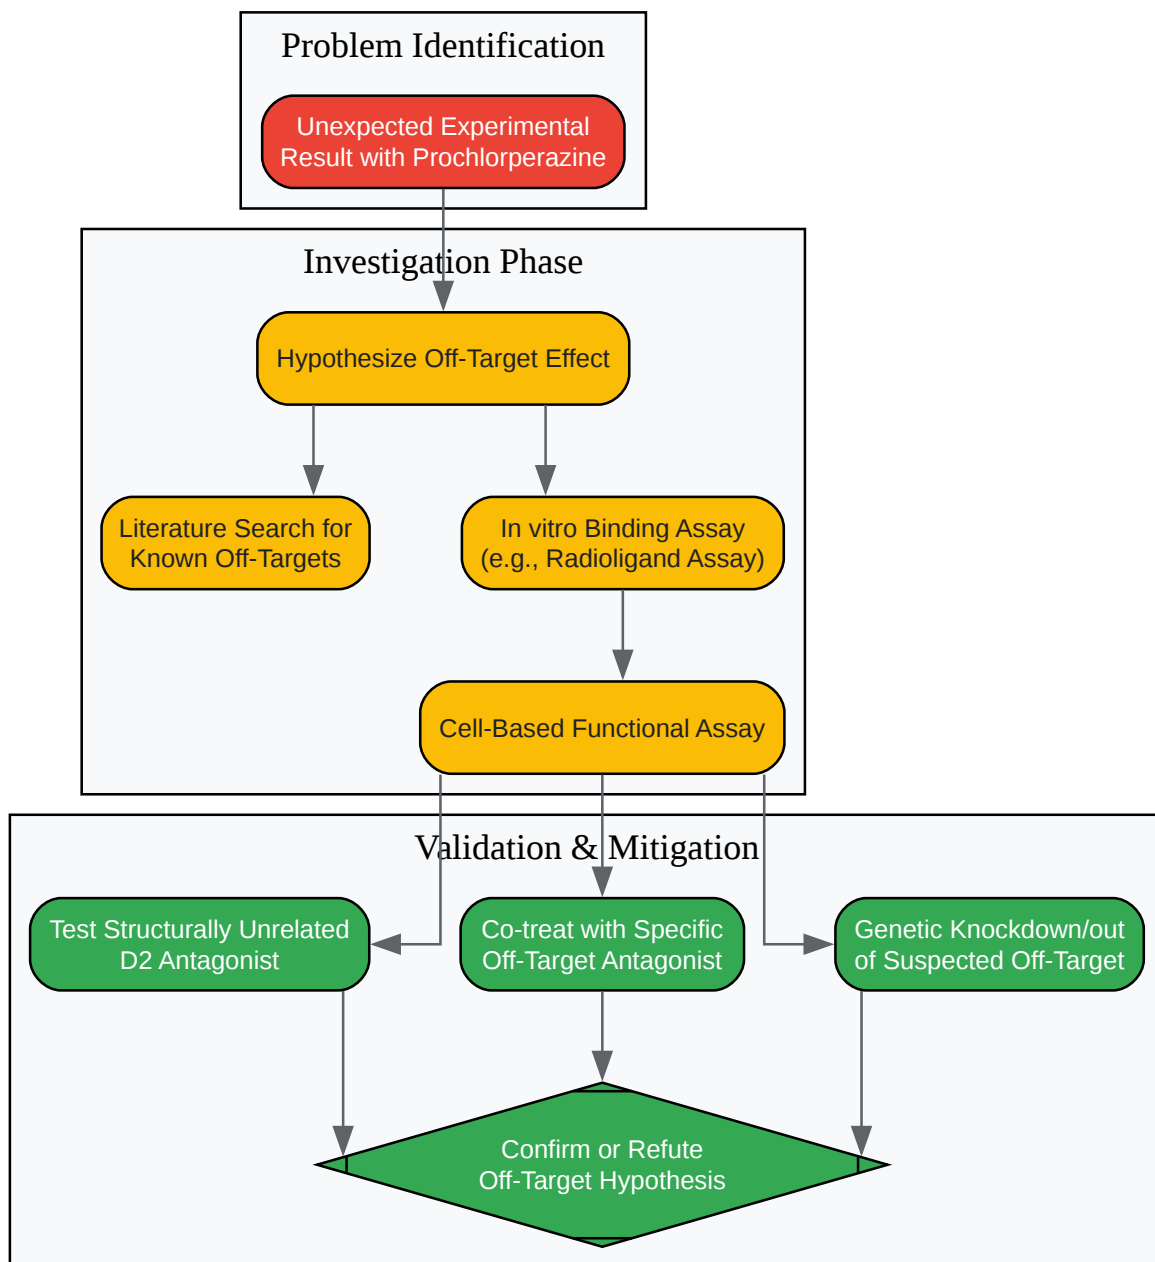 Problem Identification
Unexpected Experimental
Result with Prochlorperazine
Investigation Phase
Hypothesize Off-Target Effect
Literature Search for
Known Off-Targets
In vitro Binding Assay
(e.g., Radioligand Assay)
Cell-Based Functional Assay
Validation & Mitigation
Test Structurally Unrelated
D2 Antagonist
Co-treat with Specific
Off-Target Antagonist
Genetic Knockdown/out
of Suspected Off-Target
Confirm or Refute
Off-Target Hypothesis